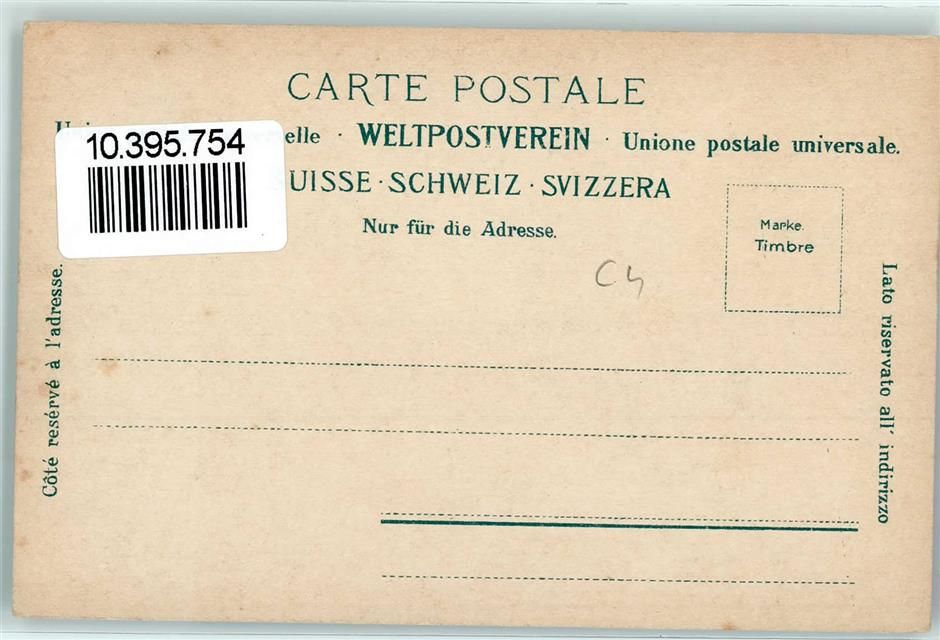 CARTE POSTALE
elle · WELTPOSTVEREIN · Unione postale universale.
10.395.754
UISSE · SCHWEIZ · SVIZZERA
Nur für die Adresse.
Marke.
Timbre
C4
Côté resérvé à l'adresse.
Lato riservato all' indirizzo